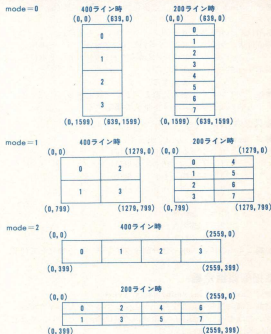 mode=0
400ライン時
(0,0) (639,0)
0
1
2
3
(0,1599) (639,1599)
200ライン時
(0,0) (639,0)
0
1
2
3
4
5
6
7
(0,1599) (639,1599)
mode=1
400ライン時
(0,0) (1279,0)
0 2
1 3
(0,799) (1279,799)
200ライン時
(0,0) (1279,0)
0 4
1 5
2 6
3 7
(0,799) (1279,799)
mode=2
400ライン時
(0,0) (2559,0)
0 1 2 3
(0,399) (2559,399)
200ライン時
(0,0) (2559,0)
0 2 4 6
1 3 5 7
(0,399) (2559,399)